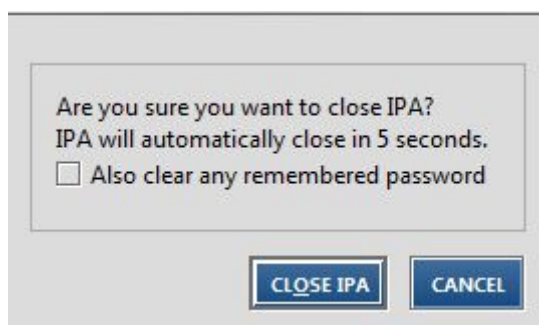 Are you sure you want to close IPA?
IPA will automatically close in 5 seconds.
Also clear any remembered password
CLOSE IPA
CANCEL